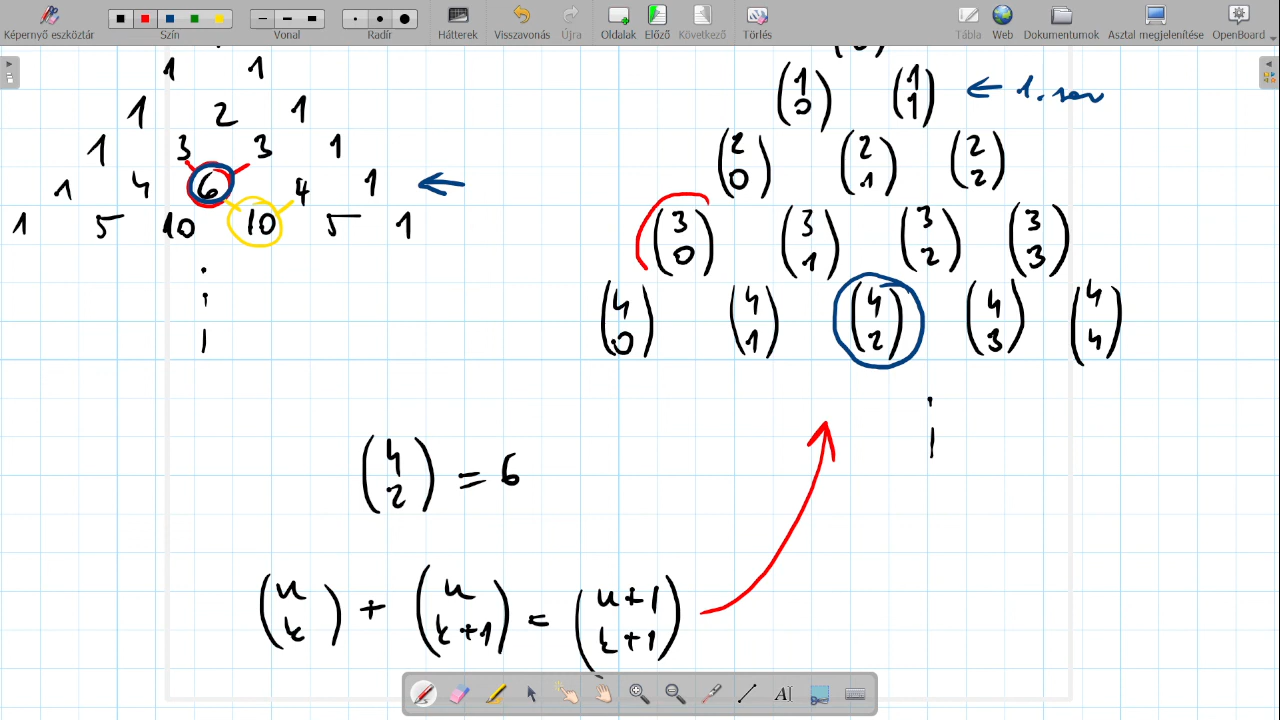 Képernyő eszköztár Szín Vonal Radír Hátterek Visszavonás Újra Oldalak Előző Következő Törlés Tábla Web Dokumentumok Asztal megjelenítése OpenBoard
1 1
1 2 1
1 3 3 1
1 4 6 4 1 ←
1 5 10 10 5 1
(1 0) (1 1) ← 1. sor
(2 0) (2 1) (2 2)
(3 0) (3 1) (3 2) (3 3)
(4 0) (4 1) (4 2) (4 3) (4 4)
(4 2) = 6
(n k) + (n k+1) = (n+1 k+1)